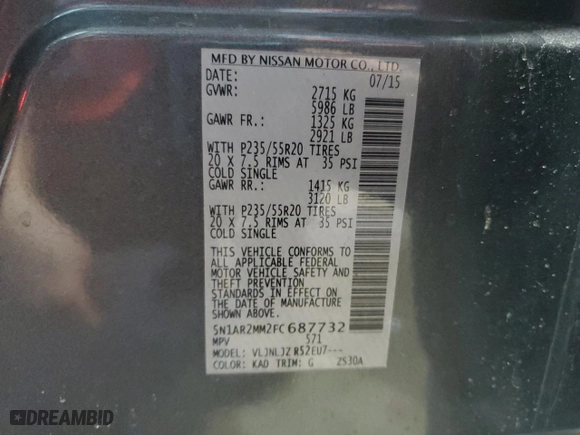 MFD BY NISSAN MOTOR CO., LTD.
DATE: 07/15
GVWR: 2715 KG
5986 LB
GAWR FR.: 1325 KG
2921 LB
WITH P235/55R20 TIRES
20 X 7.5 RIMS AT 35 PSI
COLD SINGLE
GAWR RR.: 1415 KG
3120 LB
WITH P235/55R20 TIRES
20 X 7.5 RIMS AT 35 PSI
COLD SINGLE
THIS VEHICLE CONFORMS TO
ALL APPLICABLE FEDERAL
MOTOR VEHICLE SAFETY AND
THEFT PREVENTION
STANDARDS IN EFFECT ON
THE DATE OF MANUFACTURE
SHOWN ABOVE.
5N1AR2MM2FC687732
MPV 571
MODEL: VLJNLJZ R52EU7---
COLOR: KAD TRIM: G ZS30A
DREAMBID